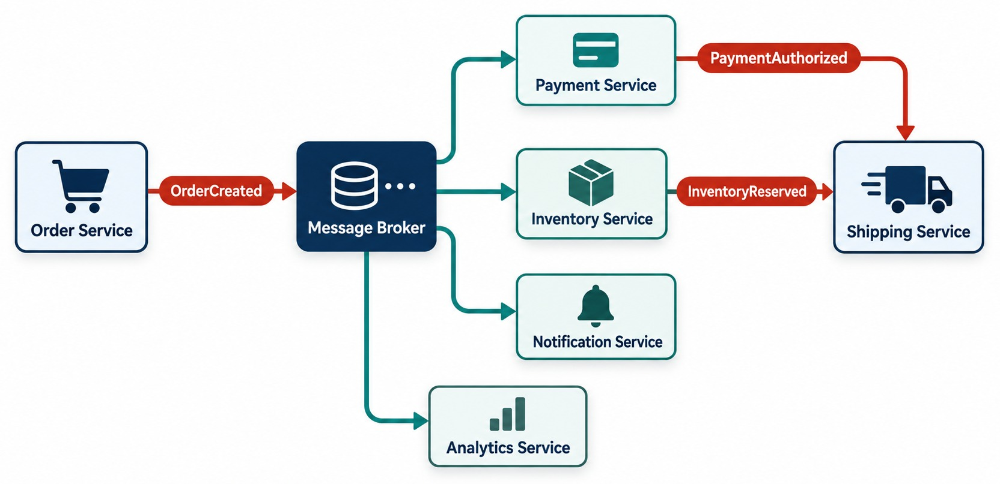 Payment Service
PaymentAuthorized
Order Service
OrderCreated
Message Broker
Inventory Service
InventoryReserved
Shipping Service
Notification Service
Analytics Service